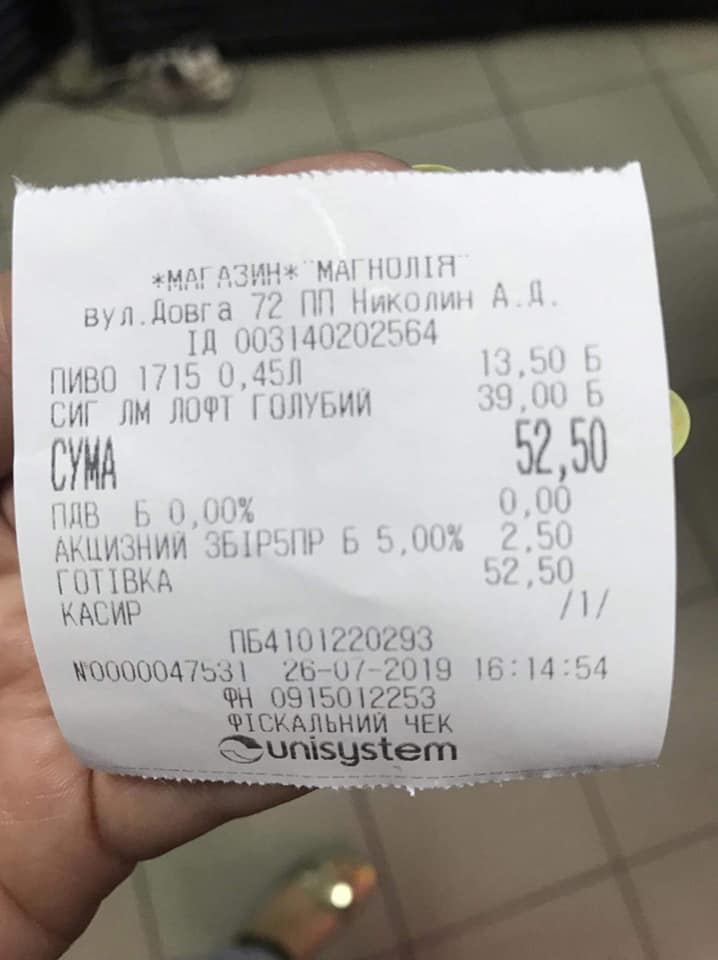 *МАГАЗИН* "МАГНОЛІЯ"
вул.Довга 72 ПП Николин А.Д.
ІД 003140202564
ПИВО 1715 0,45Л 13,50 Б
СИГ ЛМ ЛОФТ ГОЛУБИЙ 39,00 Б
СУМА 52,50
ПДВ Б 0,00% 0,00
АКЦИЗНИЙ ЗБІР5ПР Б 5,00% 2,50
ГОТІВКА 52,50
КАСИР /1/
ПБ4101220293
№0000047531 26-07-2019 16:14:54
ФН 0915012253
ФІСКАЛЬНИЙ ЧЕК
unisystem